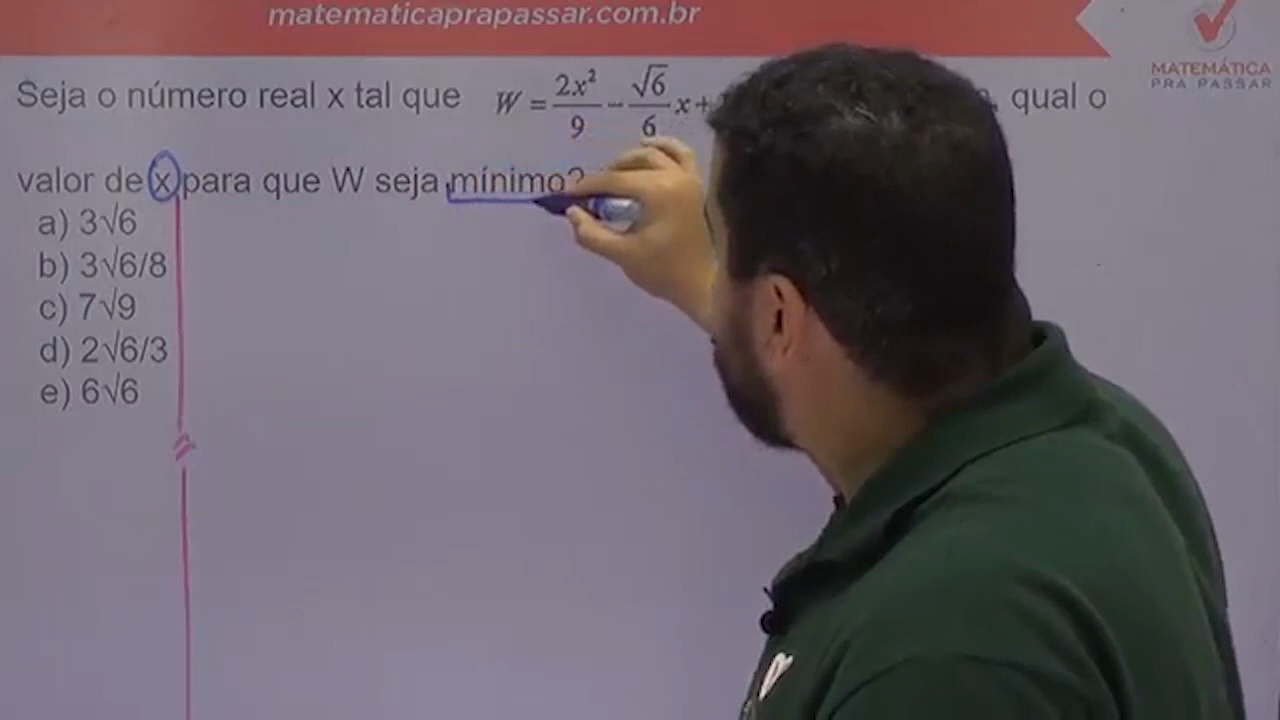 matematicaprapassar.com.br
MATEMÁTICA
PRA PASSAR
Seja o número real x tal que W = 2x²/9 - √6/6 x + qual o
valor de x para que W seja mínimo?
a) 3√6
b) 3√6/8
c) 7√9
d) 2√6/3
e) 6√6